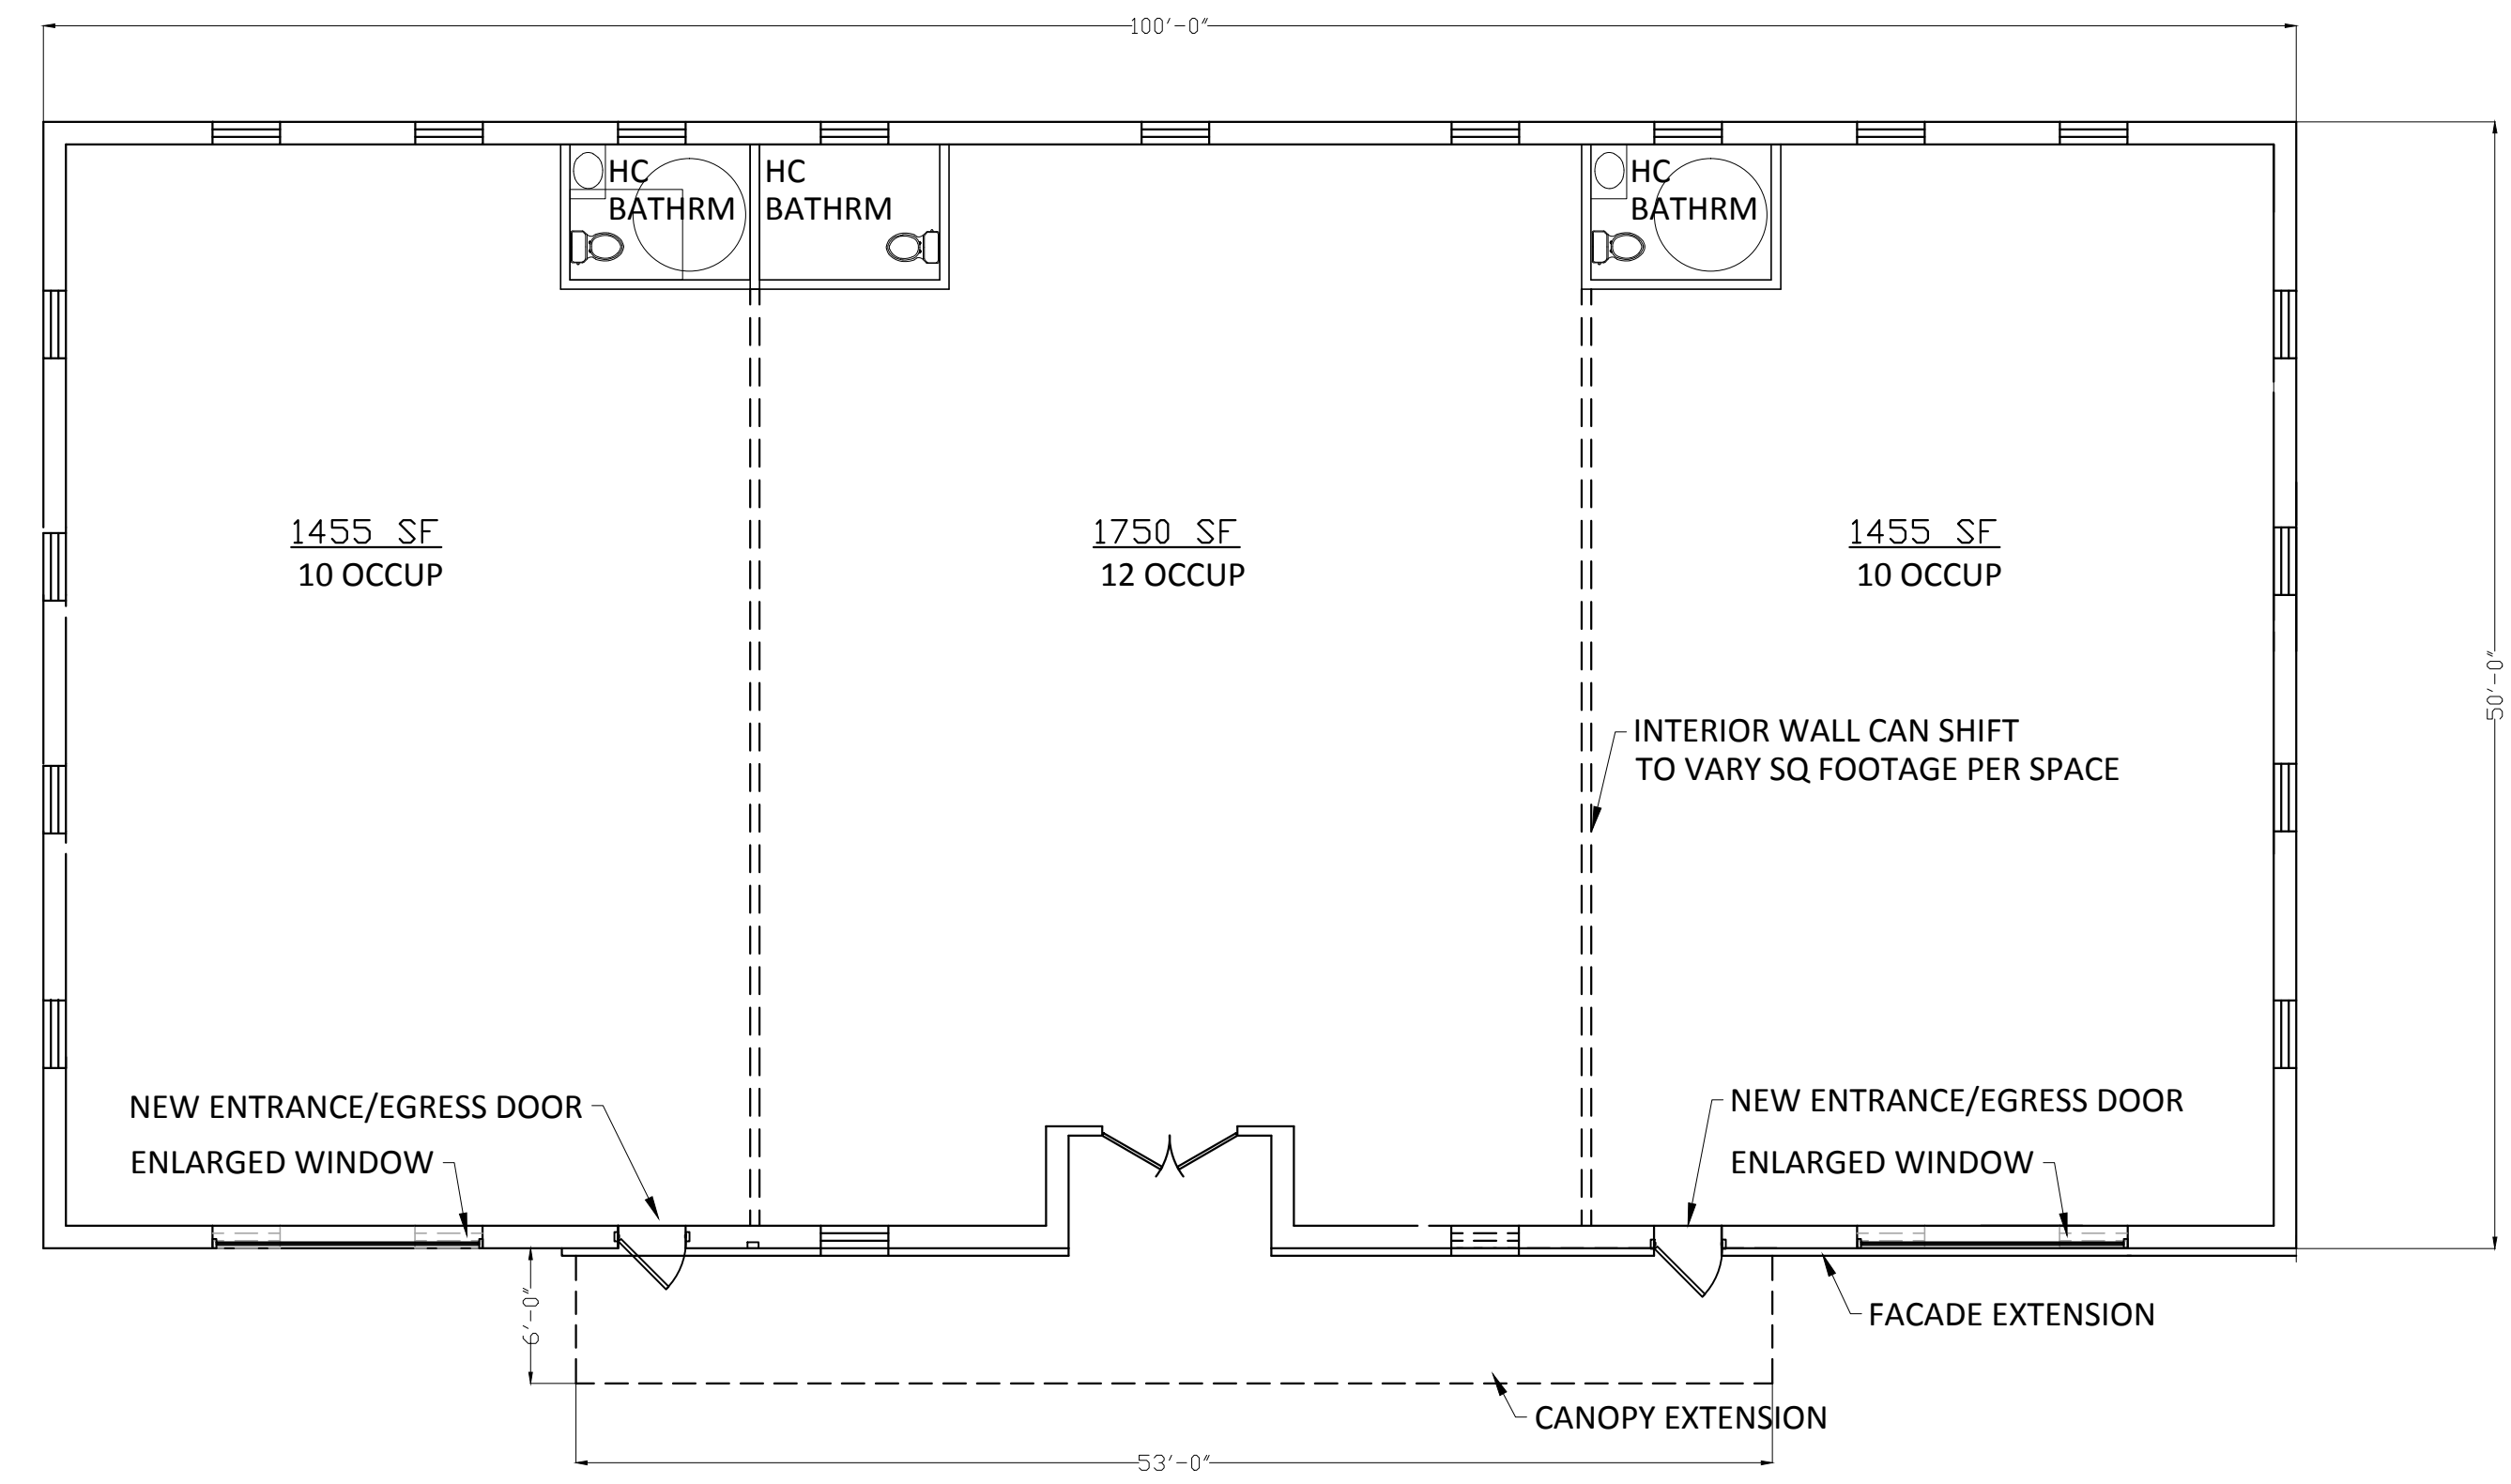 100'-0"
HC
BATHRM
HC
BATHRM
HC
BATHRM
1455 SF
10 OCCUP
1750 SF
12 OCCUP
1455 SF
10 OCCUP
50'-0"
INTERIOR WALL CAN SHIFT
TO VARY SQ FOOTAGE PER SPACE
NEW ENTRANCE/EGRESS DOOR
ENLARGED WINDOW
NEW ENTRANCE/EGRESS DOOR
ENLARGED WINDOW
6'-0"
FACADE EXTENSION
CANOPY EXTENSION
53'-0"